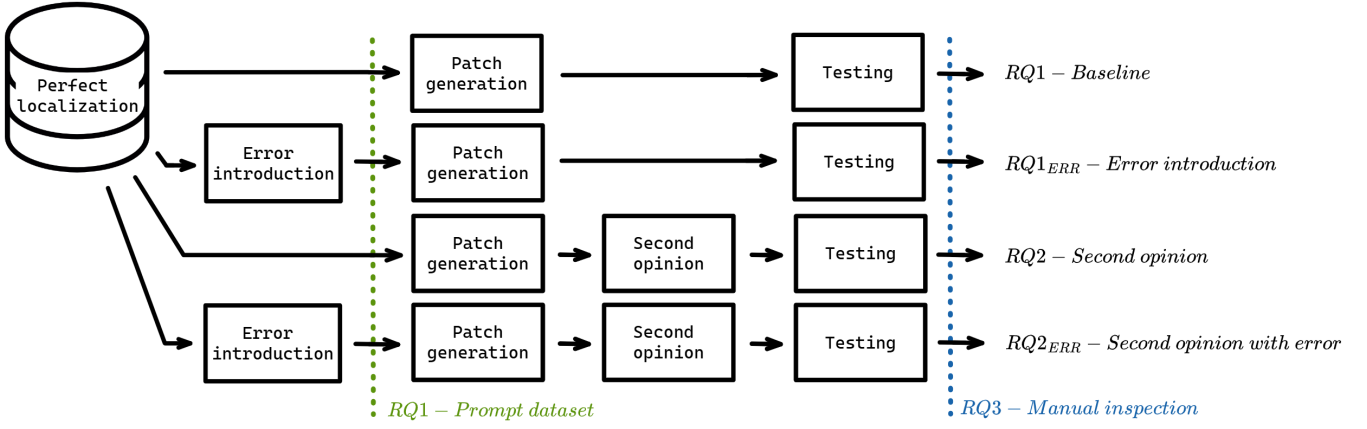 Perfect
localization
Patch
generation
Testing
RQ1 – Baseline
Error
introduction
Patch
generation
Testing
RQ1_ERR – Error introduction
Patch
generation
Second
opinion
Testing
RQ2 – Second opinion
Error
introduction
Patch
generation
Second
opinion
Testing
RQ2_ERR – Second opinion with error
RQ1 – Prompt dataset
RQ3 – Manual inspection